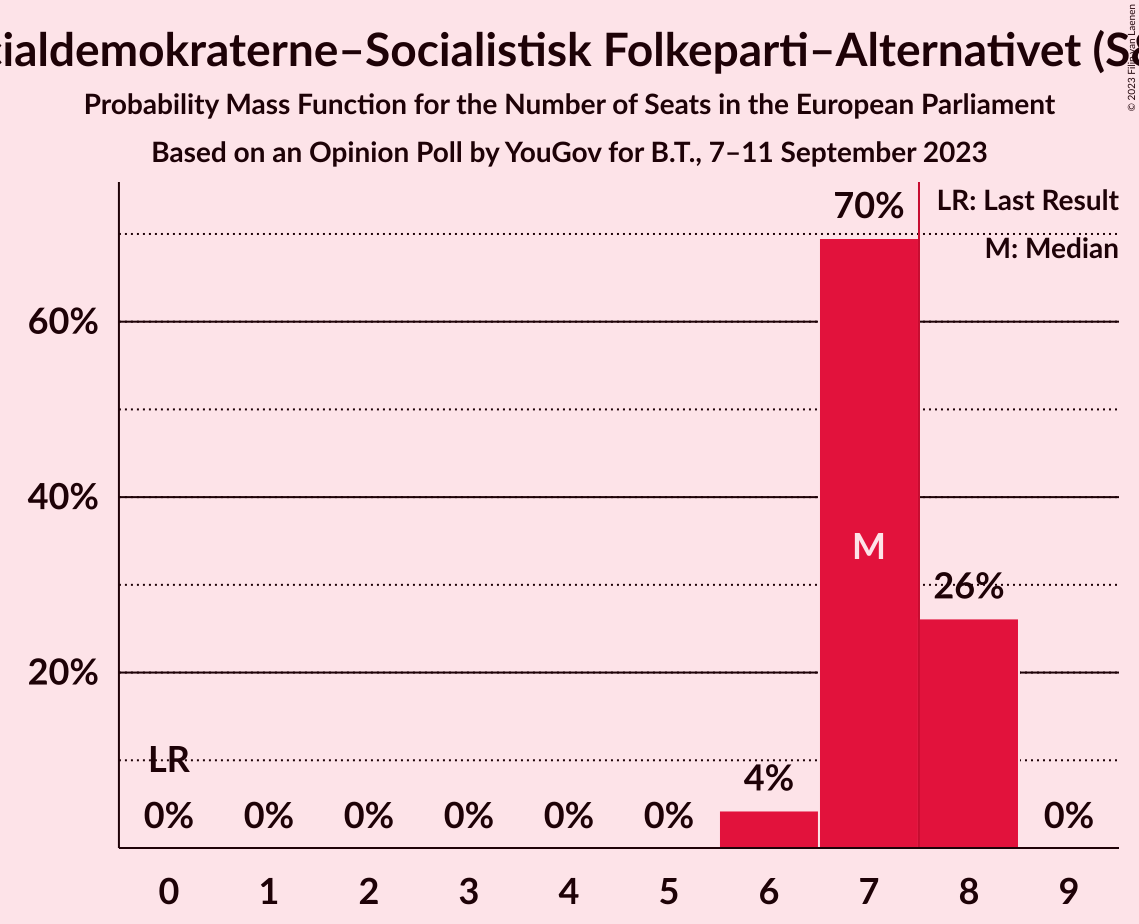 cialdemokraterne–Socialistisk Folkeparti–Alternativet (S&
Probability Mass Function for the Number of Seats in the European Parliament
Based on an Opinion Poll by YouGov for B.T., 7–11 September 2023
© 2023 Filip van Laenen
LR: Last Result
M: Median
70%
60%
40%
M
26%
20%
LR
4%
0% 0% 0% 0% 0% 0% 0%
0 1 2 3 4 5 6 7 8 9